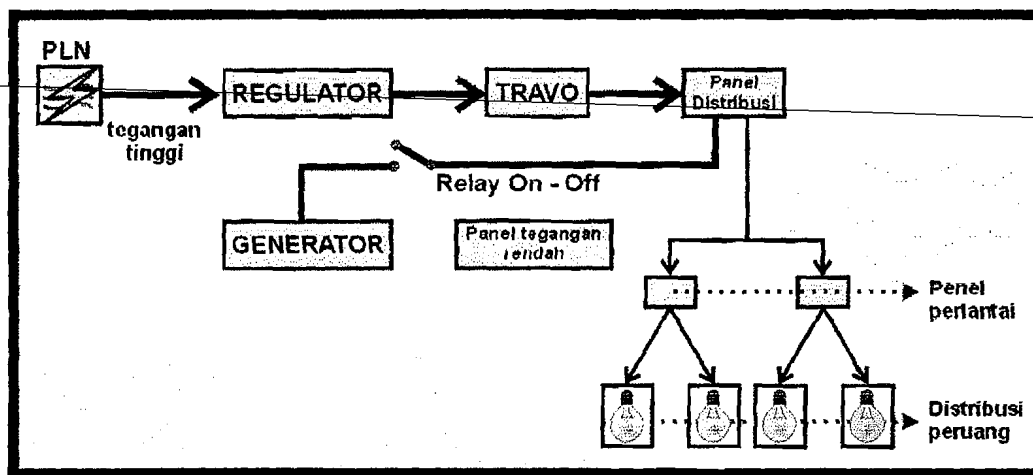 PLN
REGULATOR
TRAVO
Panel
Distribusi
tegangan
tinggi
Relay On - Off
GENERATOR
Panel tegangan
rendah
Penel
perlantai
Distribusi
peruang